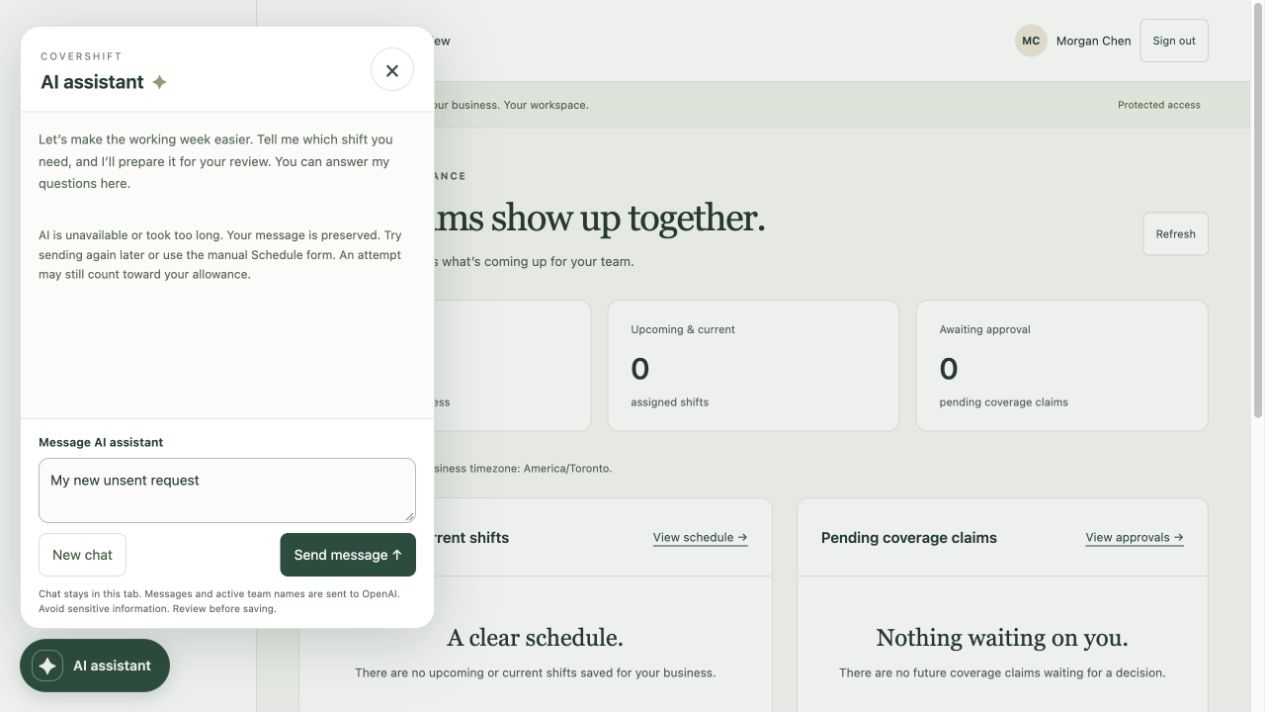 COVERSHIFT
AI assistant
Let’s make the working week easier. Tell me which shift you
need, and I’ll prepare it for your review. You can answer my
questions here.
AI is unavailable or took too long. Your message is preserved. Try
sending again later or use the manual Schedule form. An attempt
may still count toward your allowance.
Message AI assistant
My new unsent request
New chat
Send message ↑
Chat stays in this tab. Messages and active team names are sent to OpenAI.
Avoid sensitive information. Review before saving.
AI assistant
MC
Morgan Chen
Sign out
business. Your workspace.
Protected access
show up together.
what’s coming up for your team.
Refresh
Upcoming & current
0
assigned shifts
Awaiting approval
0
pending coverage claims
timezone: America/Toronto.
shifts
View schedule →
Pending coverage claims
View approvals →
A clear schedule.
There are no upcoming or current shifts saved for your business.
Nothing waiting on you.
There are no future coverage claims waiting for a decision.